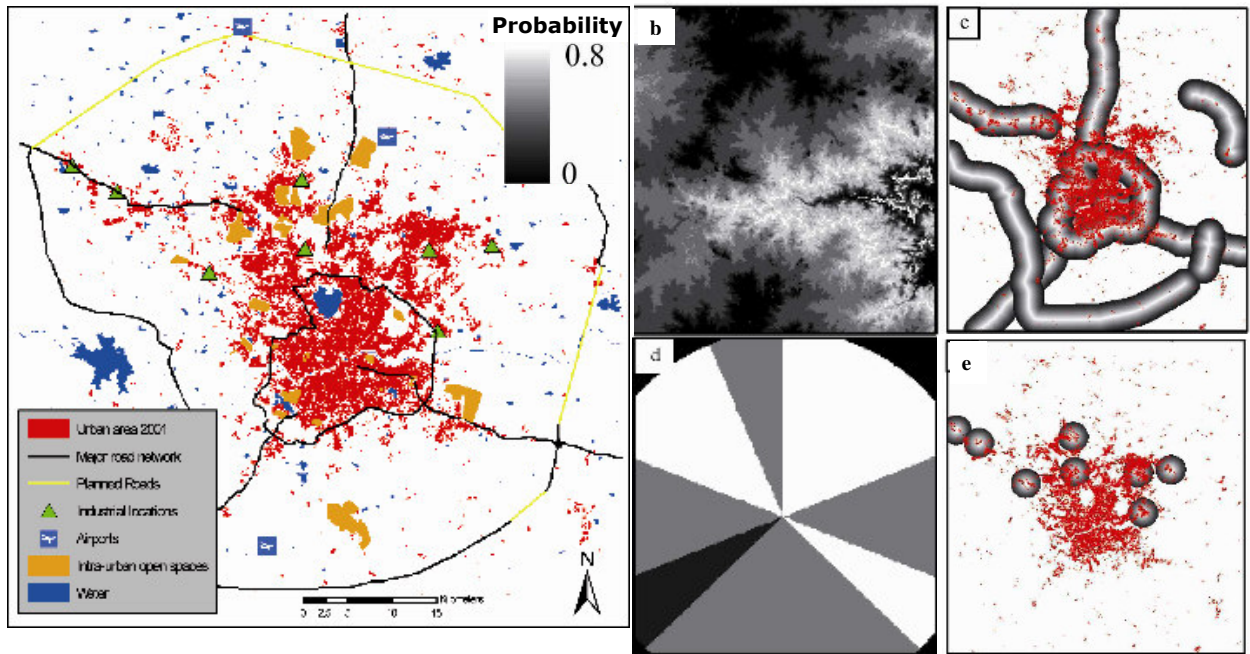 Probability
0.8
0
b
c
d
e
Urban area 2001
Major road network
Planned Roads
Industrial locations
Airports
Intra-urban open spaces
Water
N
Kilometers
0 2.5 5 10 15